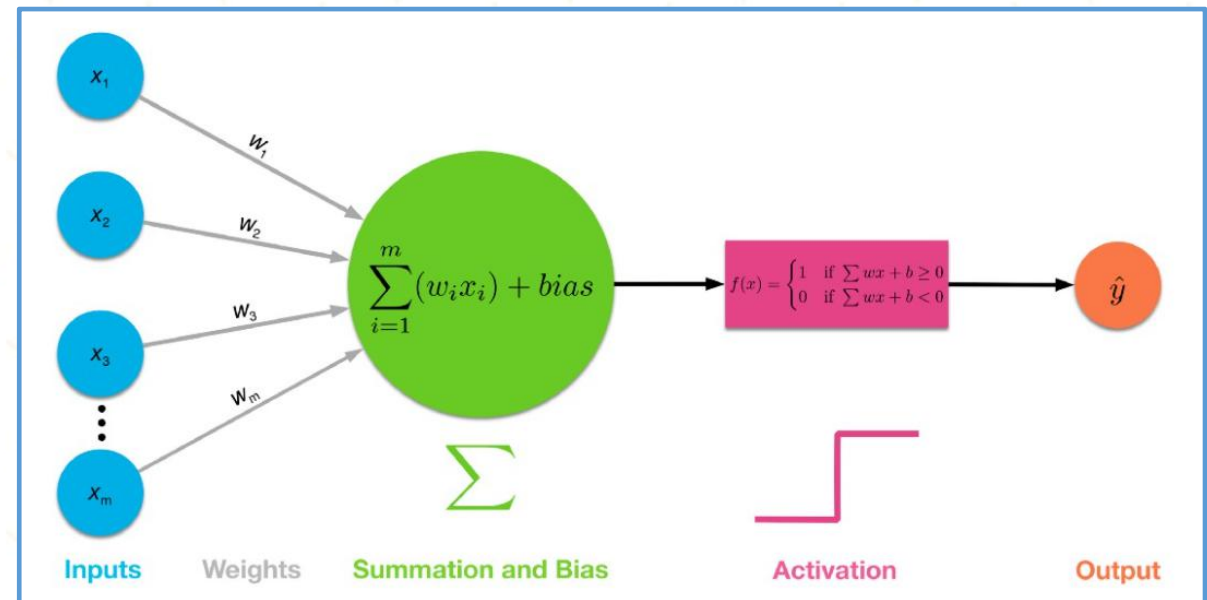 x₁
x₂
x₃
xₘ
w₁
w₂
w₃
wₘ
∑ᵢ₌₁ᵐ (wᵢxᵢ) + bias
f(x) = {1 if ∑ wx + b ≥ 0
0 if ∑ wx + b < 0
ŷ
∑
Inputs Weights Summation and Bias Activation Output